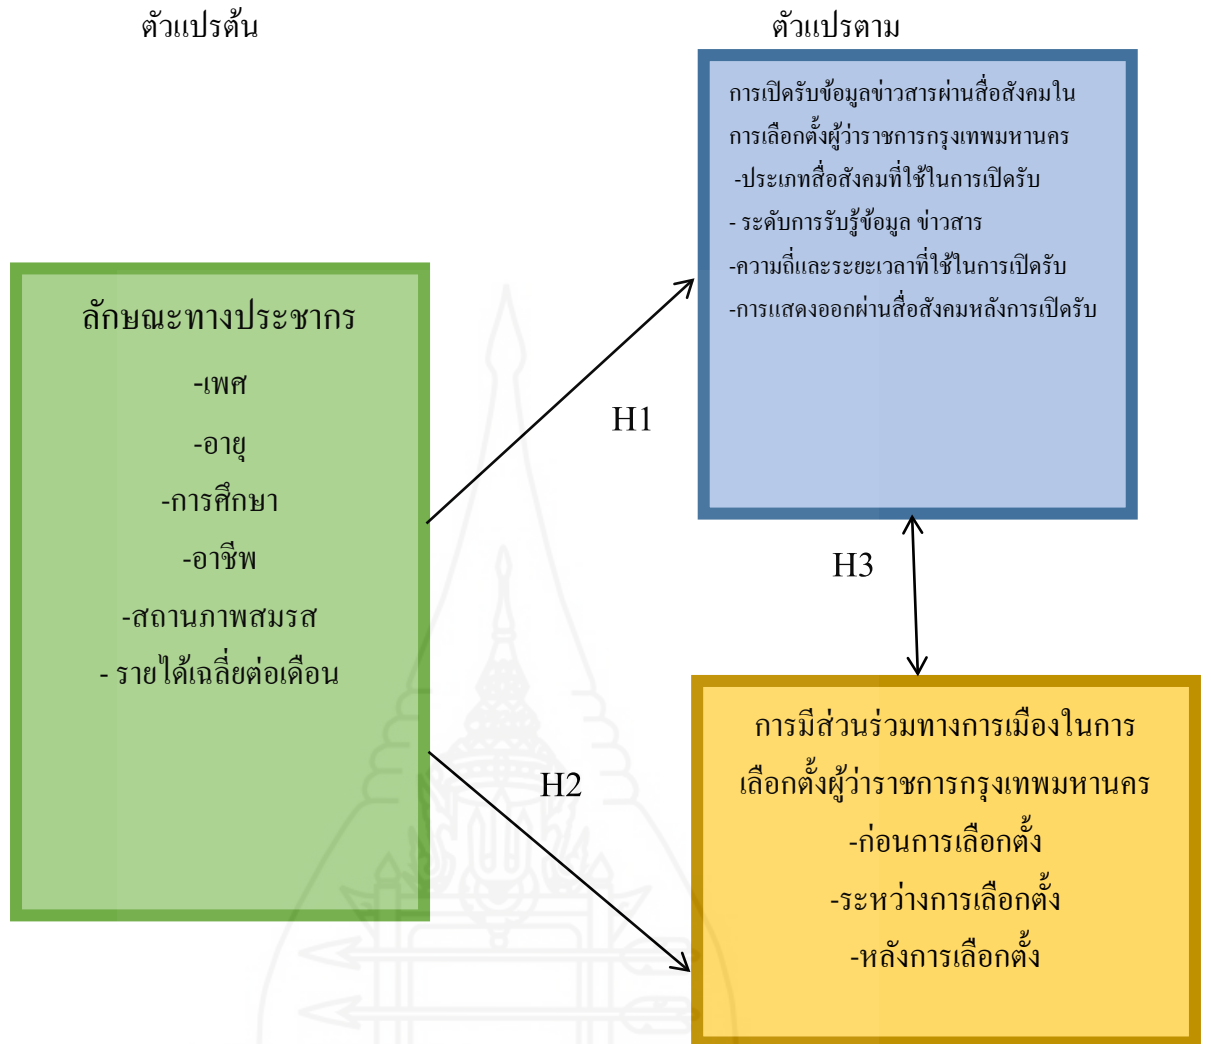 ตัวแปรต้น
ตัวแปรตาม
การเปิดรับข้อมูลข่าวสารผ่านสื่อสังคมใน
การเลือกตั้งผู้ว่าราชการกรุงเทพมหานคร
-ประเภทสื่อสังคมที่ใช้ในการเปิดรับ
- ระดับการรับรู้ข้อมูล ข่าวสาร
-ความถี่และระยะเวลาที่ใช้ในการเปิดรับ
-การแสดงออกผ่านสื่อสังคมหลังการเปิดรับ
ลักษณะทางประชากร
-เพศ
-อายุ
-การศึกษา
-อาชีพ
-สถานภาพสมรส
- รายได้เฉลี่ยต่อเดือน
H1
H3
H2
การมีส่วนร่วมทางการเมืองในการ
เลือกตั้งผู้ว่าราชการกรุงเทพมหานคร
-ก่อนการเลือกตั้ง
-ระหว่างการเลือกตั้ง
-หลังการเลือกตั้ง